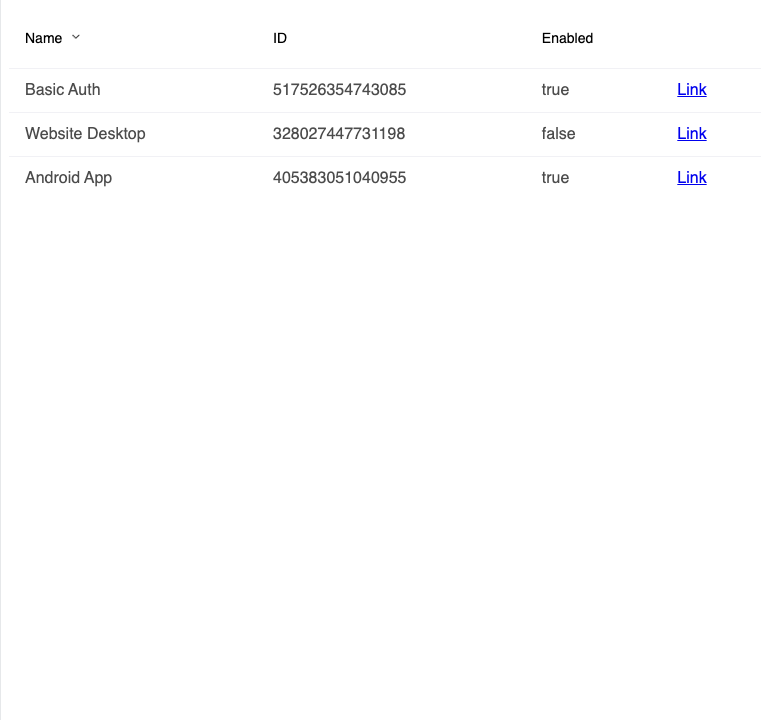 Name ID Enabled
Basic Auth 517526354743085 true Link
Website Desktop 328027447731198 false Link
Android App 405383051040955 true Link